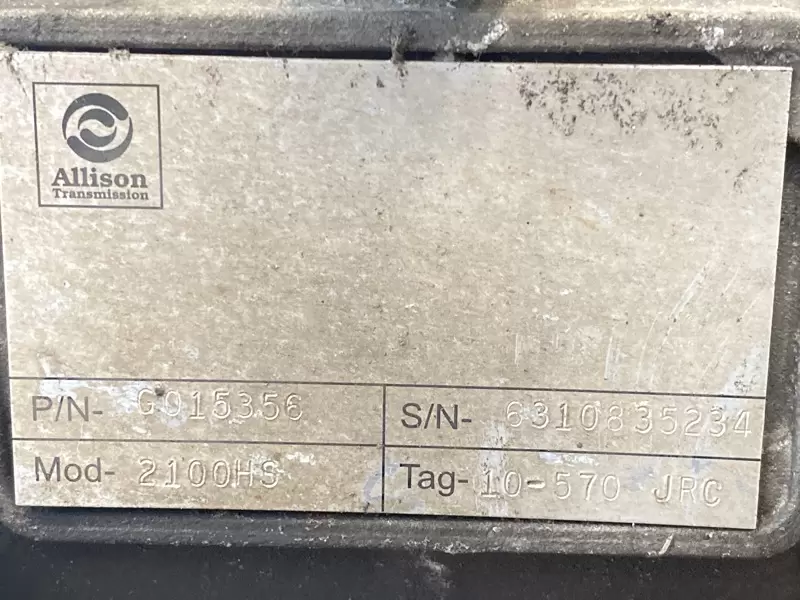 Allison
Transmission
P/N- G015356
S/N- 6310835234
Mod- 2100HS
Tag- 10-570 JRC